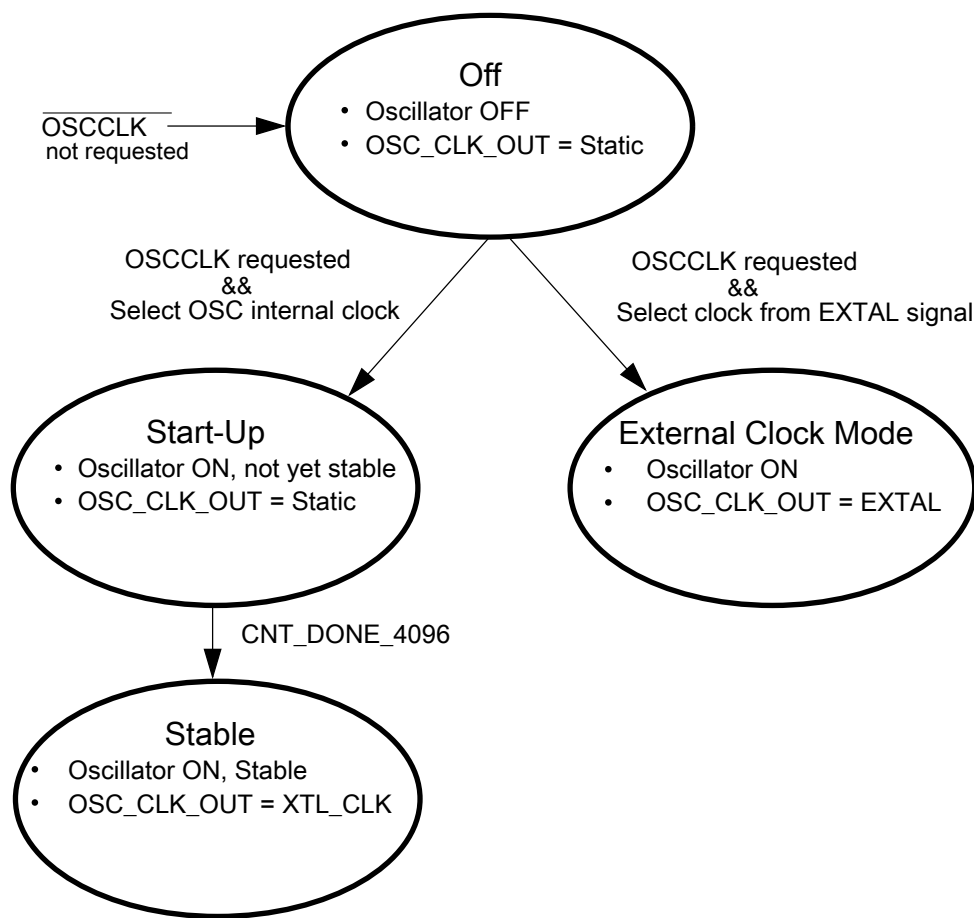 Off
• Oscillator OFF
• OSC_CLK_OUT = Static
OSCCLK
not requested
OSCCLK requested
&&
Select OSC internal clock
OSCCLK requested
&&
Select clock from EXTAL signal
Start-Up
• Oscillator ON, not yet stable
• OSC_CLK_OUT = Static
External Clock Mode
• Oscillator ON
• OSC_CLK_OUT = EXTAL
CNT_DONE_4096
Stable
• Oscillator ON, Stable
• OSC_CLK_OUT = XTL_CLK